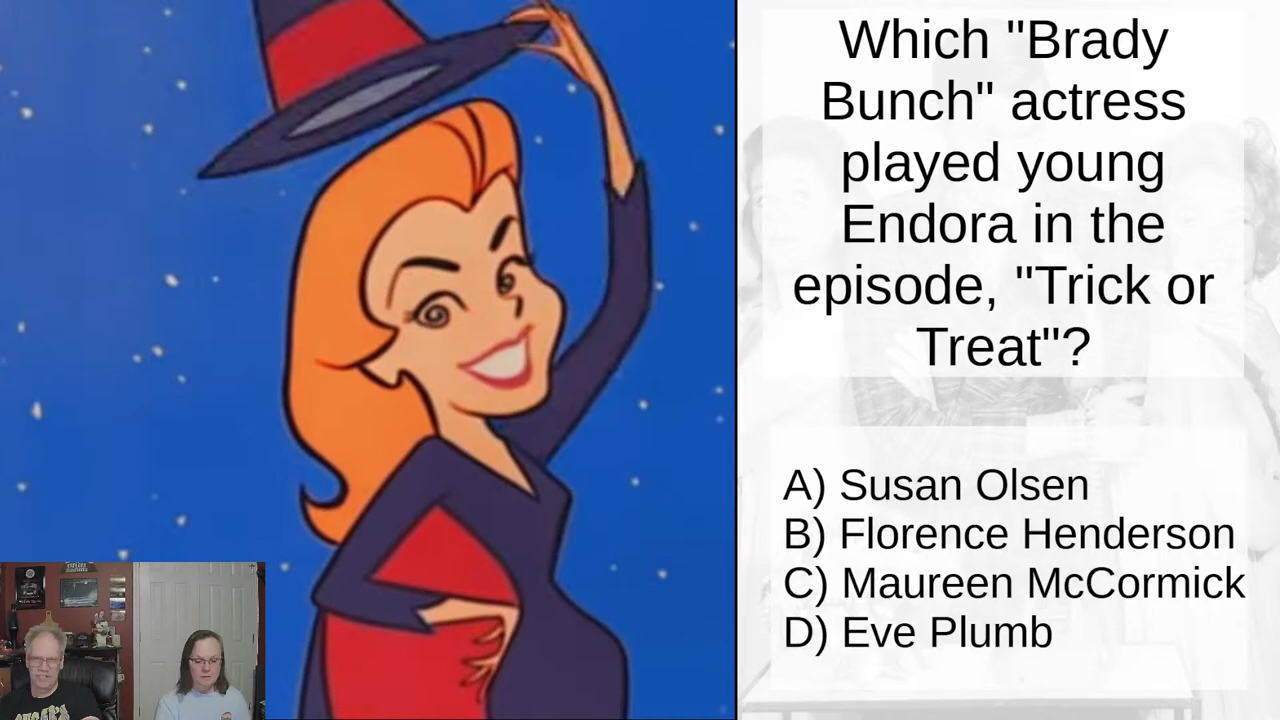 Which "Brady
Bunch" actress
played young
Endora in the
episode, "Trick or
Treat"?
A) Susan Olsen
B) Florence Henderson
C) Maureen McCormick
D) Eve Plumb